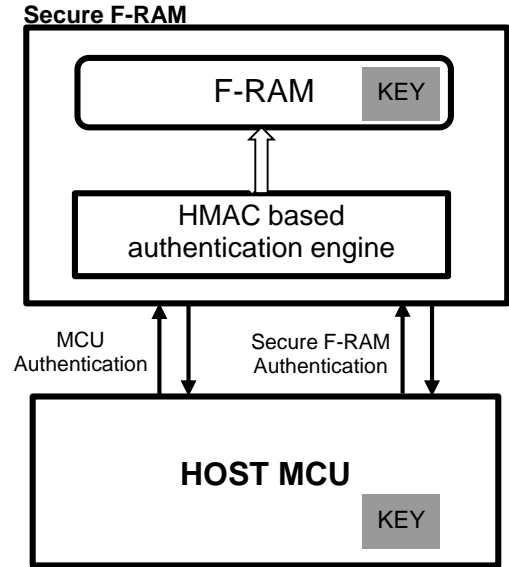 Secure F-RAM
F-RAM
KEY
HMAC based
authentication engine
MCU
Authentication
Secure F-RAM
Authentication
HOST MCU
KEY